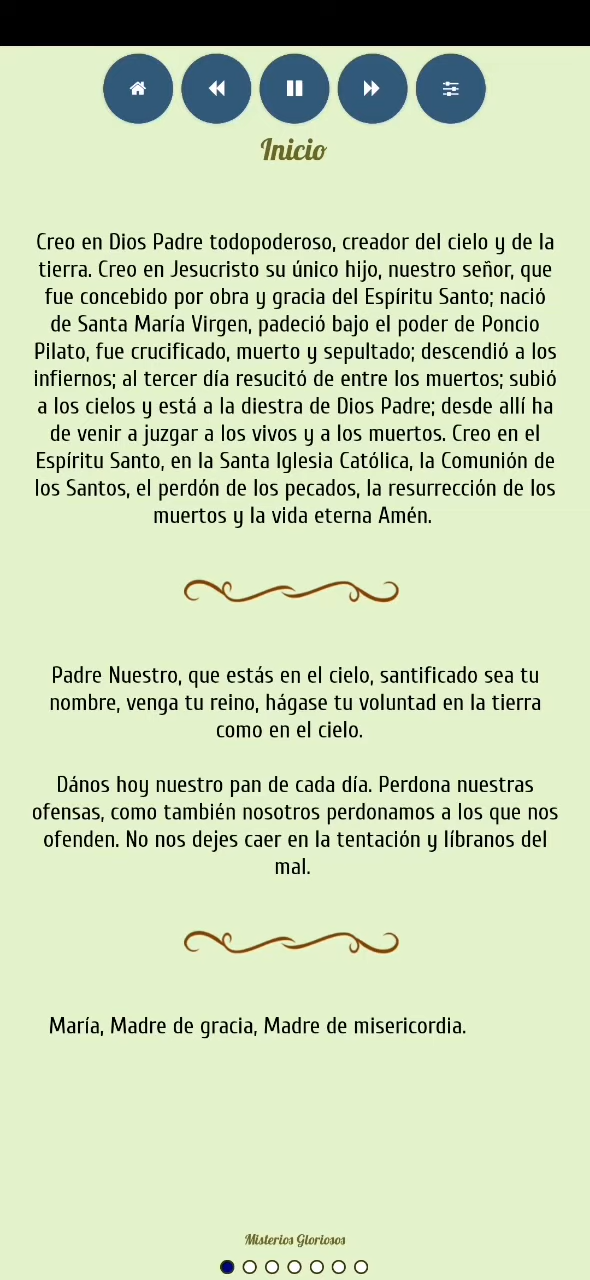 Inicio
Creo en Dios Padre todopoderoso, creador del cielo y de la
tierra. Creo en Jesucristo su único hijo, nuestro señor, que
fue concebido por obra y gracia del Espíritu Santo; nació
de Santa María Virgen, padeció bajo el poder de Poncio
Pilato, fue crucificado, muerto y sepultado; descendió a los
infiernos; al tercer día resucitó de entre los muertos; subió
a los cielos y está a la diestra de Dios Padre; desde allí ha
de venir a juzgar a los vivos y a los muertos. Creo en el
Espíritu Santo, en la Santa Iglesia Católica, la Comunión de
los Santos, el perdón de los pecados, la resurrección de los
muertos y la vida eterna Amén.
Padre Nuestro, que estás en el cielo, santificado sea tu
nombre, venga tu reino, hágase tu voluntad en la tierra
como en el cielo.
Dános hoy nuestro pan de cada día. Perdona nuestras
ofensas, como también nosotros perdonamos a los que nos
ofenden. No nos dejes caer en la tentación y líbranos del
mal.
María, Madre de gracia, Madre de misericordia.
Misterios Gloriosos